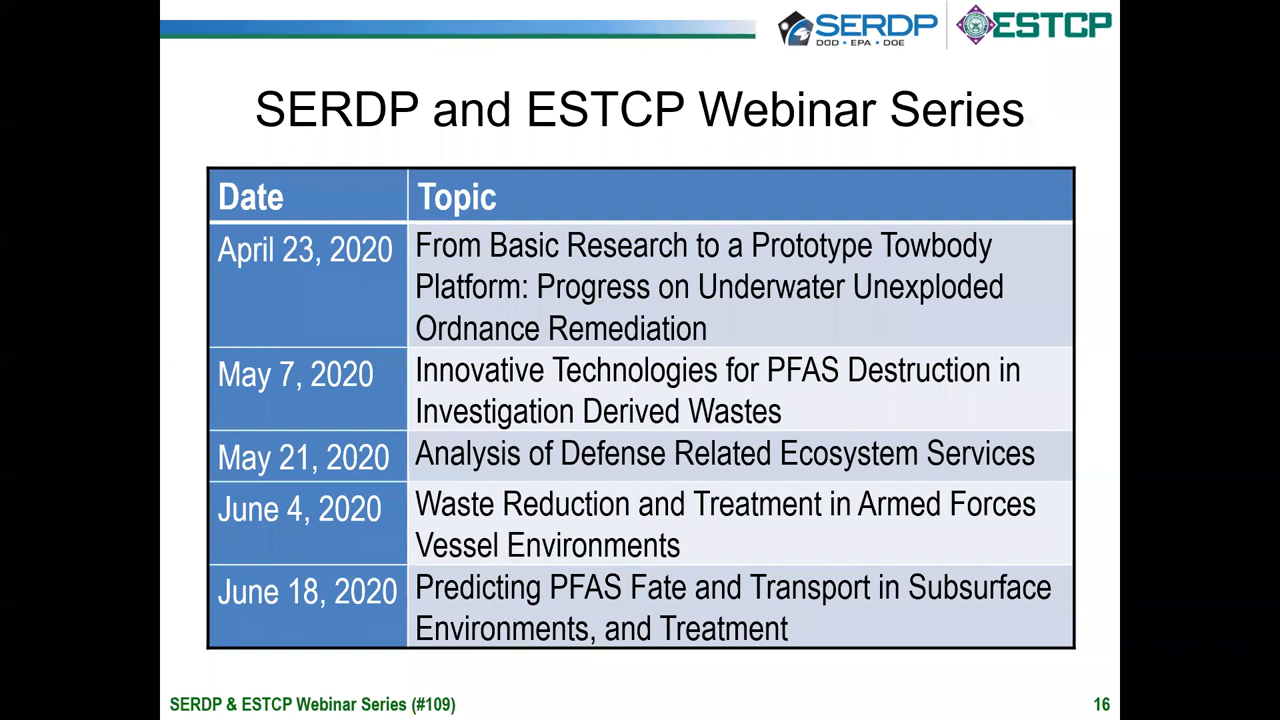 SERDP
DOD • EPA • DOE
ESTCP
SERDP and ESTCP Webinar Series
Date
Topic
April 23, 2020
From Basic Research to a Prototype Towbody
Platform: Progress on Underwater Unexploded
Ordnance Remediation
May 7, 2020
Innovative Technologies for PFAS Destruction in
Investigation Derived Wastes
May 21, 2020
Analysis of Defense Related Ecosystem Services
June 4, 2020
Waste Reduction and Treatment in Armed Forces
Vessel Environments
June 18, 2020
Predicting PFAS Fate and Transport in Subsurface
Environments, and Treatment
SERDP & ESTCP Webinar Series (#109)
16